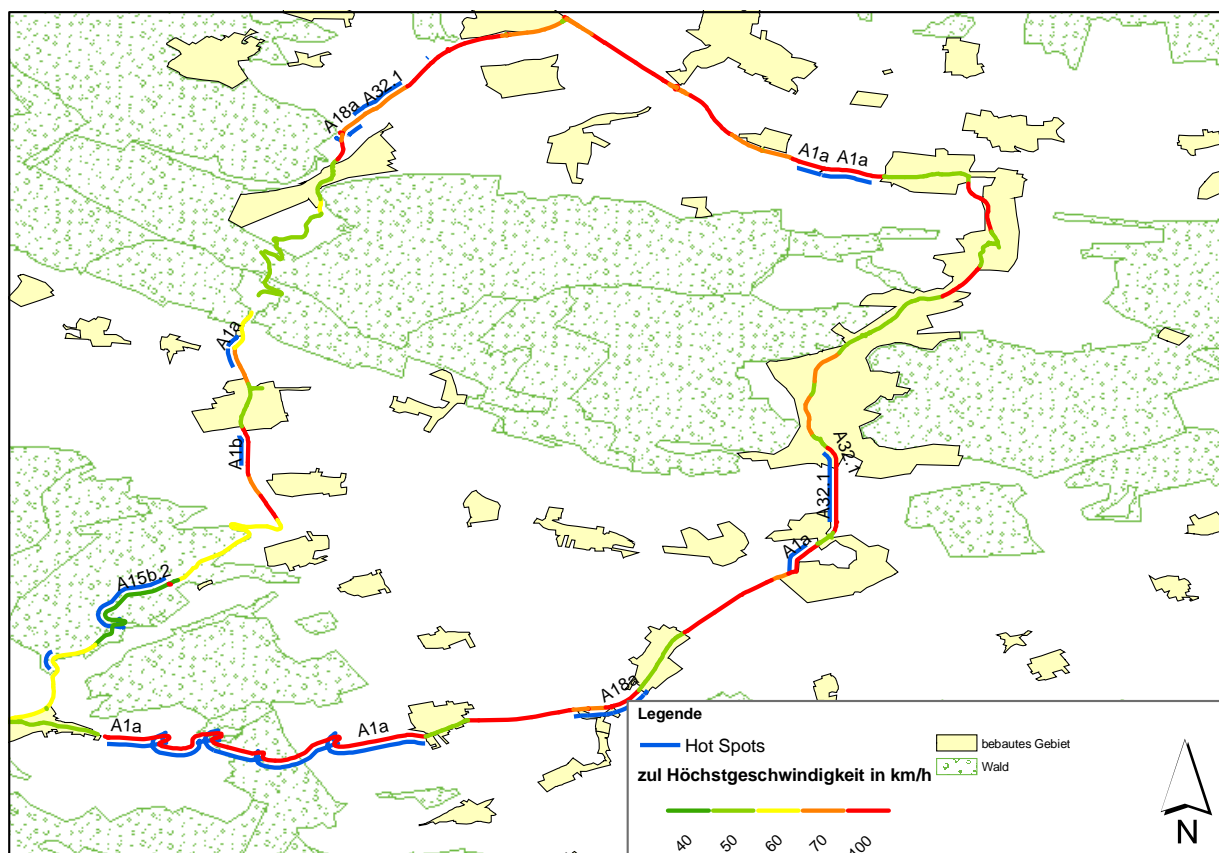 A18a A32.1
A1a A1a
A1a
A1b
A32.1
A32.1
A1a
A15b.2
A18a
A1a
A1a
Legende
Hot Spots
bebautes Gebiet
Wald
zul Höchstgeschwindigkeit in km/h
40 50 60 70 100
N